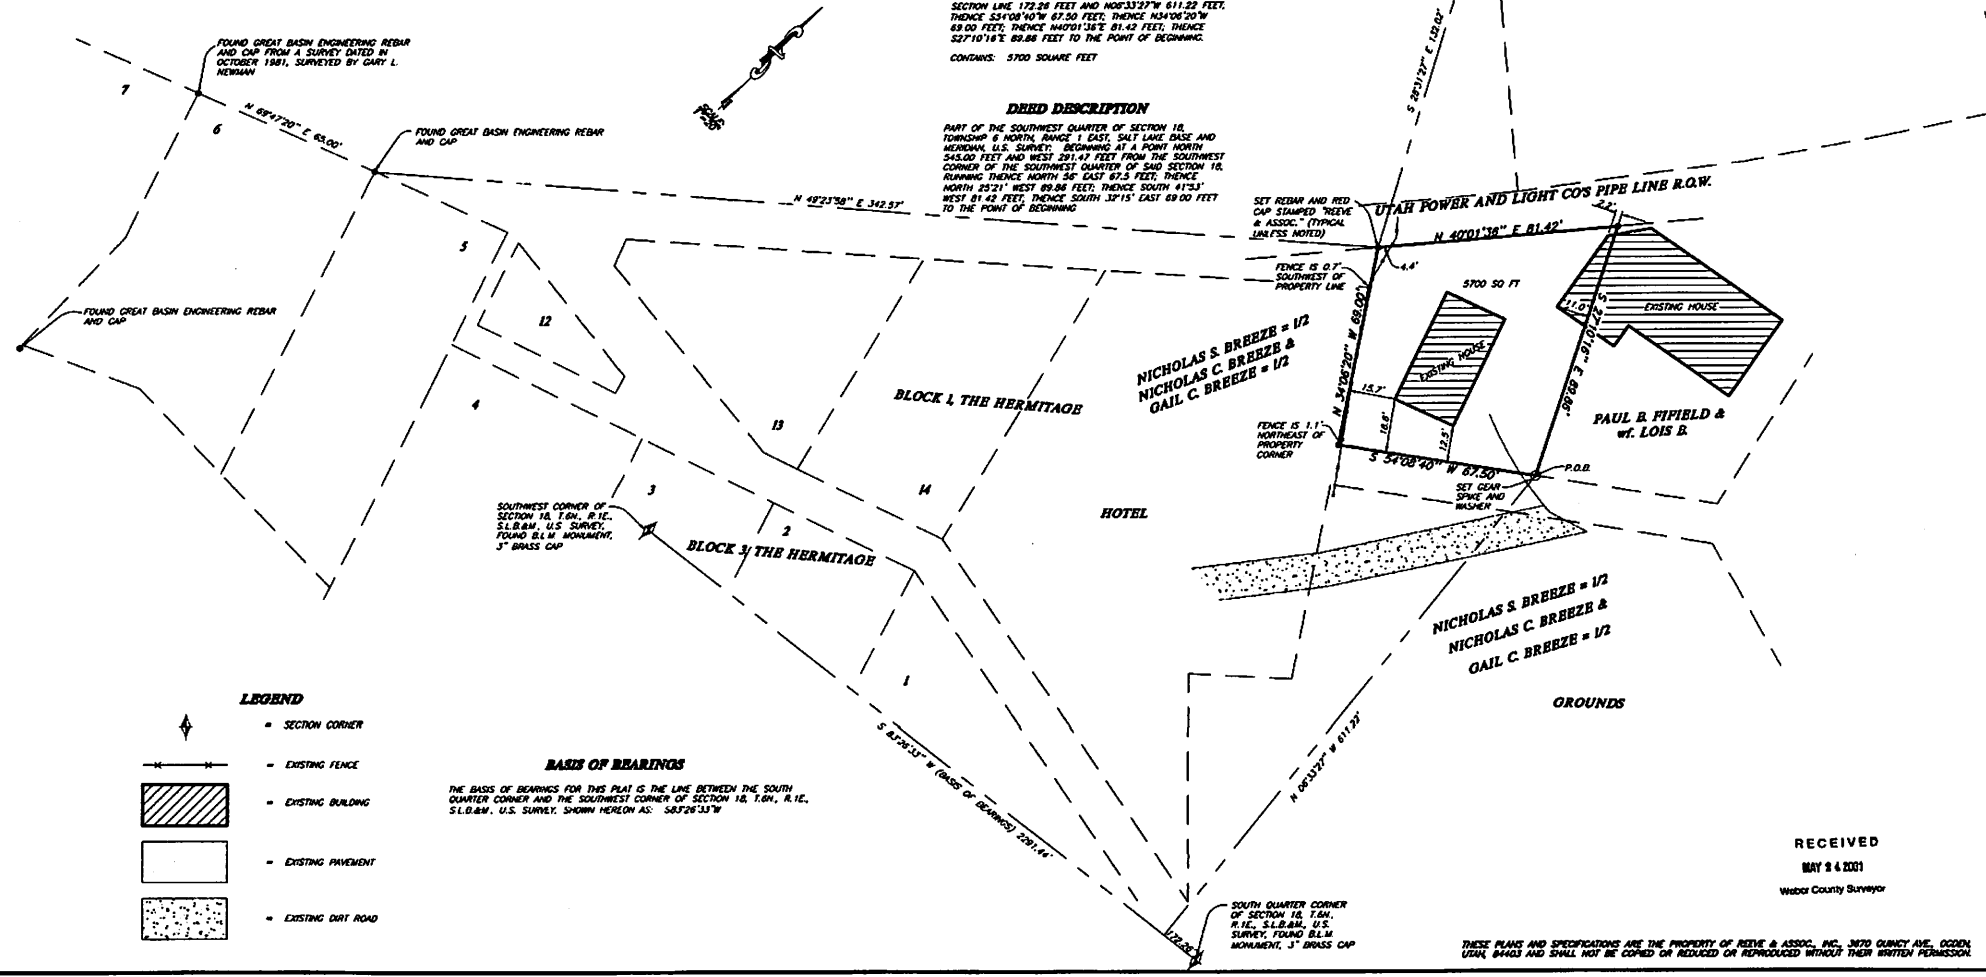 SECTION LINE 172.26 FEET AND N06°33'27"W 611.22 FEET,
THENCE S54°08'40"W 67.50 FEET; THENCE N34°06'20"W
69.00 FEET; THENCE N40°01'36"E 81.42 FEET; THENCE
S27°10'16"E 89.86 FEET TO THE POINT OF BEGINNING.
CONTAINS: 5700 SQUARE FEET
FOUND GREAT BASIN ENGINEERING REBAR
AND CAP FROM A SURVEY DATED IN
OCTOBER 1981, SURVEYED BY GARY L.
NEWMAN
7
6
N 69°47'20" E 65.00'
FOUND GREAT BASIN ENGINEERING REBAR
AND CAP
SCALE
1"=20'
DEED DESCRIPTION
PART OF THE SOUTHWEST QUARTER OF SECTION 18,
TOWNSHIP 6 NORTH, RANGE 1 EAST, SALT LAKE BASE AND
MERIDIAN, U.S. SURVEY: BEGINNING AT A POINT NORTH
545.00 FEET AND WEST 291.47 FEET FROM THE SOUTHWEST
CORNER OF THE SOUTHWEST QUARTER OF SAID SECTION 18,
RUNNING THENCE NORTH 56° EAST 67.5 FEET; THENCE
NORTH 25°21' WEST 89.86 FEET; THENCE SOUTH 41°53'
WEST 81.42 FEET, THENCE SOUTH 32°15' EAST 69.00 FEET
TO THE POINT OF BEGINNING
S 28°31'27" E 132.02'
N 49°23'58" E 342.57'
SET REBAR AND RED
CAP STAMPED "REEVE
& ASSOC." (TYPICAL
UNLESS NOTED)
UTAH POWER AND LIGHT CO'S PIPE LINE R.O.W.
2.2'
N 40°01'36" E 81.42'
4.4'
FENCE IS 0.7'
SOUTHWEST OF
PROPERTY LINE
5700 SQ FT
EXISTING HOUSE
11.0'
S 27°10'16" E 89.86'
5
12
FOUND GREAT BASIN ENGINEERING REBAR
AND CAP
NICHOLAS S. BREEZE = 1/2
NICHOLAS C. BREEZE &
GAIL C. BREEZE = 1/2
N 34°06'20" W 69.00'
EXISTING HOUSE
15.7'
18.6'
12.5'
BLOCK 1, THE HERMITAGE
4
13
PAUL B. FIFIELD &
wf. LOIS B.
FENCE IS 1.1'
NORTHEAST OF
PROPERTY
CORNER
S 54°08'40" W 67.50'
P.O.B.
SET GEAR
SPIKE AND
WASHER
3
14
2
HOTEL
SOUTHWEST CORNER OF
SECTION 18, T.6N., R.1E.,
S.L.B.&M., U.S SURVEY,
FOUND B.L.M. MONUMENT,
3" BRASS CAP
BLOCK 3, THE HERMITAGE
NICHOLAS S. BREEZE = 1/2
NICHOLAS C. BREEZE &
GAIL C. BREEZE = 1/2
1
GROUNDS
LEGEND
= SECTION CORNER
= EXISTING FENCE
= EXISTING BUILDING
= EXISTING PAVEMENT
= EXISTING DIRT ROAD
BASIS OF BEARINGS
THE BASIS OF BEARINGS FOR THIS PLAT IS THE LINE BETWEEN THE SOUTH
QUARTER CORNER AND THE SOUTHWEST CORNER OF SECTION 18, T.6N., R.1E.,
S.L.B.&M., U.S. SURVEY. SHOWN HEREON AS: S83°26'33"W
S 83°26'33" W (BASIS OF BEARINGS) 2291.44'
N 06°33'27" W 611.22'
172.26'
SOUTH QUARTER CORNER
OF SECTION 18, T.6N.,
R.1E., S.L.B.&M., U.S.
SURVEY, FOUND B.L.M.
MONUMENT, 3" BRASS CAP
RECEIVED
MAY 24 2001
Weber County Surveyor
THESE PLANS AND SPECIFICATIONS ARE THE PROPERTY OF REEVE & ASSOC., INC., 3670 QUINCY AVE., OGDEN,
UTAH, 84403 AND SHALL NOT BE COPIED OR REDUCED OR REPRODUCED WITHOUT THEIR WRITTEN PERMISSION.